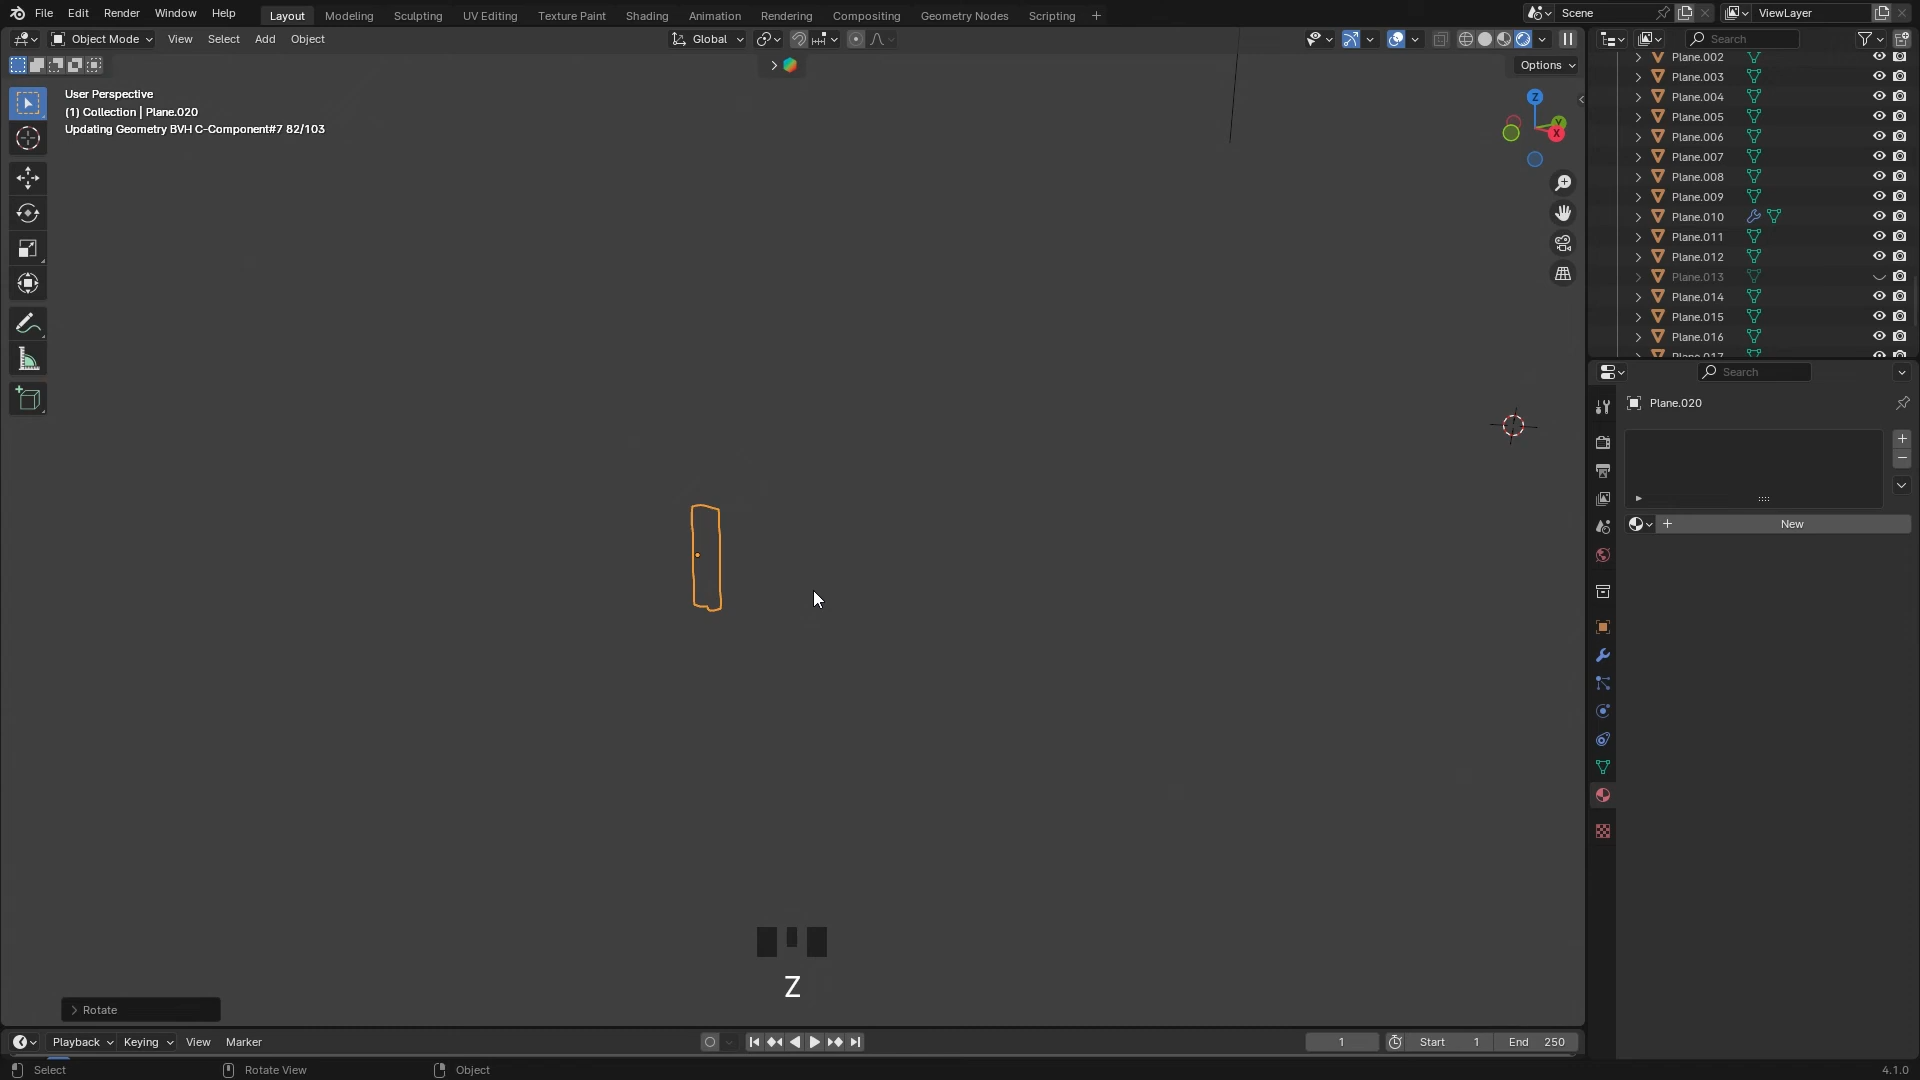 File Edit Render Window Help Layout Modeling Sculpting UV Editing Texture Paint Shading Animation Rendering Compositing Geometry Nodes Scripting + Scene ViewLayer
Object Mode View Select Add Object Global Search
Options
User Perspective
(1) Collection | Plane.020
Updating Geometry BVH C-Component#7 82/103
Z
Y
X
Plane.002
Plane.003
Plane.004
Plane.005
Plane.006
Plane.007
Plane.008
Plane.009
Plane.010
Plane.011
Plane.012
Plane.013
Plane.014
Plane.015
Plane.016
Plane.017
Search
Plane.020
New
Z
Rotate
Playback Keying View Marker 1 Start 1 End 250
Select Rotate View Object 4.1.0